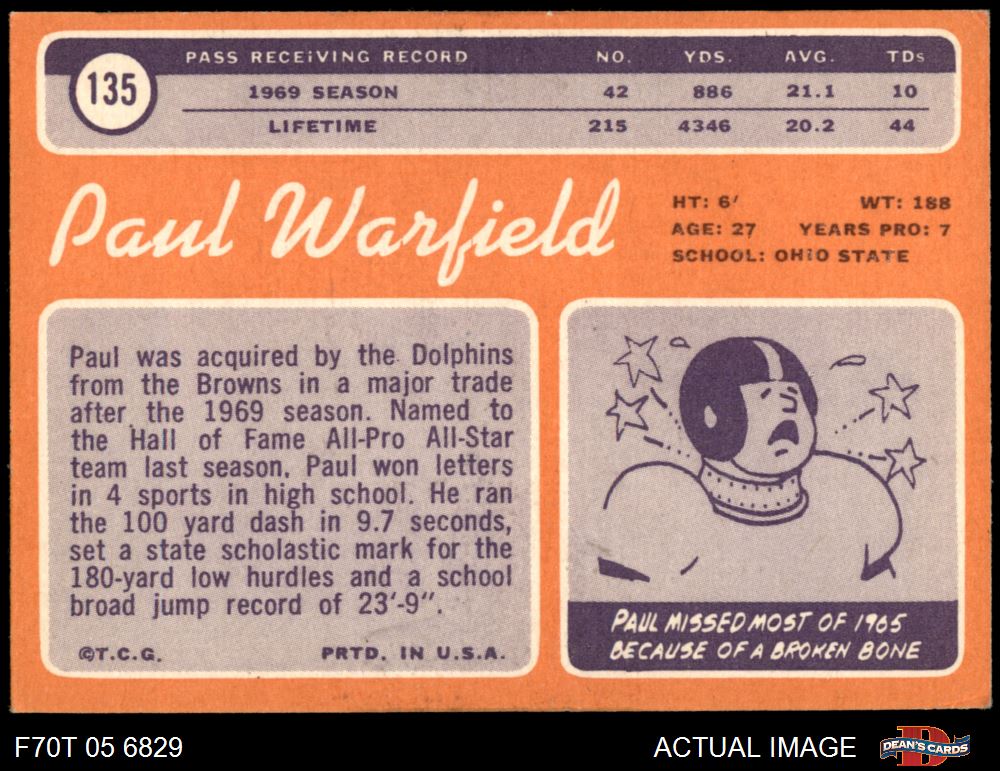 135
PASS RECEIVING RECORD NO. YDS. AVG. TDs
1969 SEASON 42 886 21.1 10
LIFETIME 215 4346 20.2 44
Paul Warfield
HT: 6' WT: 188
AGE: 27 YEARS PRO: 7
SCHOOL: OHIO STATE
Paul was acquired by the Dolphins
from the Browns in a major trade
after the 1969 season. Named to
the Hall of Fame All-Pro All-Star
team last season. Paul won letters
in 4 sports in high school. He ran
the 100 yard dash in 9.7 seconds,
set a state scholastic mark for the
180-yard low hurdles and a school
broad jump record of 23'-9".
©T.C.G. PRTD. IN U.S.A.
PAUL MISSED MOST OF 1965
BECAUSE OF A BROKEN BONE
F70T 05 6829 ACTUAL IMAGE D DEAN'S CARDS